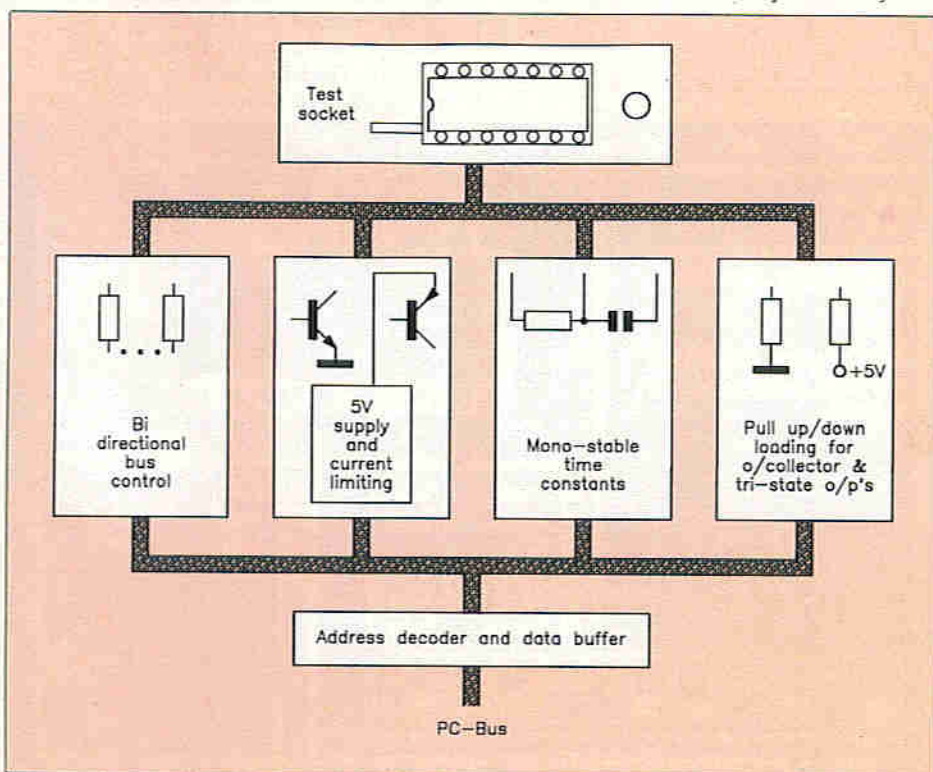 Test
socket
Bi
directional
bus
control
5V
supply
and
current
limiting
Mono-stable
time
constants
+5V
Pull up/down
loading for
o/collector &
tri-state o/p's
Address decoder and data buffer
PC-Bus